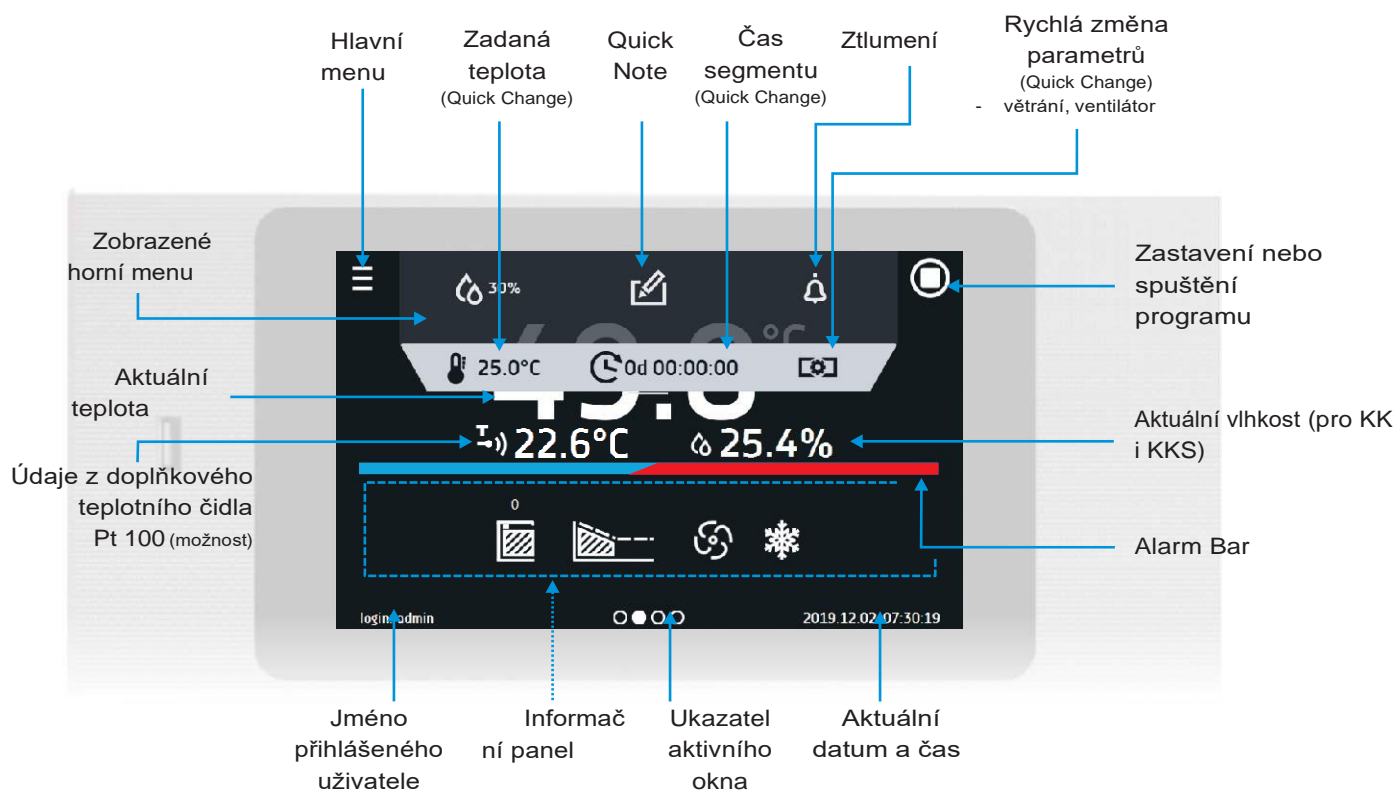 Hlavní
menu
Zadaná
teplota
(Quick Change)
Quick
Note
Čas
segmentu
(Quick Change)
Ztlumení
Rychlá změna
parametrů
(Quick Change)
- větrání, ventilátor
Zobrazené
horní menu
Aktuální
teplota
Údaje z doplňkového
teplotního čidla
Pt 100 (možnost)
30%
°C
25.0°C
0d 00:00:00
22.6°C
25.4%
0
admin
2019.12.02 07:30:19
Zastavení nebo
spuštění
programu
Aktuální vlhkost (pro KK
i KKS)
Alarm Bar
Jméno
přihlášeného
uživatele
Informač
ní panel
Ukazatel
aktivního
okna
Aktuální
datum a čas